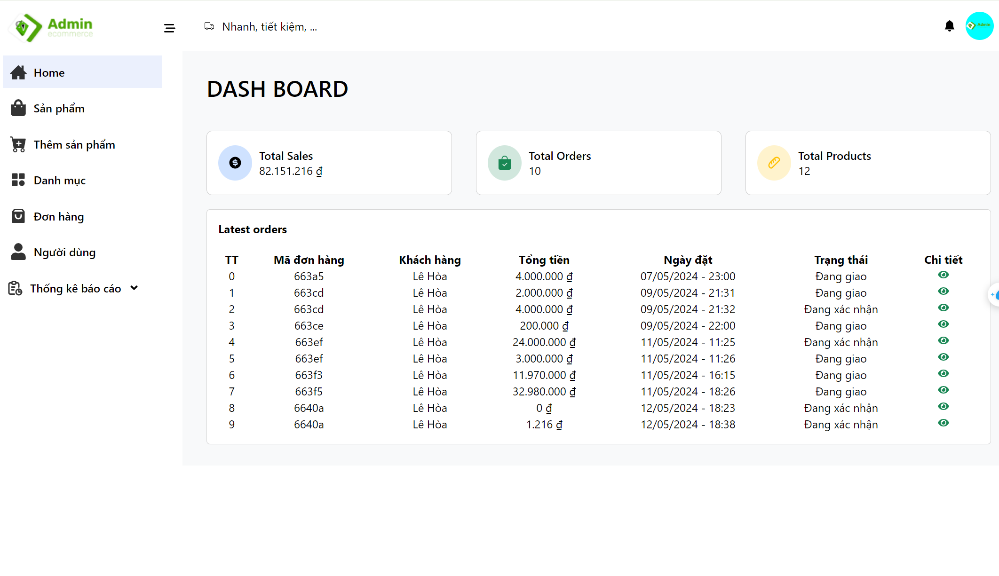 Admin
ecommerce
Nhanh, tiết kiệm, ...
Admin
Home
Sản phẩm
Thêm sản phẩm
Danh mục
Đơn hàng
Người dùng
Thống kê báo cáo
DASH BOARD
Total Sales
82.151.216 ₫
Total Orders
10
Total Products
12
Latest orders
TT Mã đơn hàng Khách hàng Tổng tiền Ngày đặt Trạng thái Chi tiết
0 663a5 Lê Hòa 4.000.000 ₫ 07/05/2024 - 23:00 Đang giao
1 663cd Lê Hòa 2.000.000 ₫ 09/05/2024 - 21:31 Đang giao
2 663cd Lê Hòa 4.000.000 ₫ 09/05/2024 - 21:32 Đang xác nhận
3 663ce Lê Hòa 200.000 ₫ 09/05/2024 - 22:00 Đang giao
4 663ef Lê Hòa 24.000.000 ₫ 11/05/2024 - 11:25 Đang xác nhận
5 663ef Lê Hòa 3.000.000 ₫ 11/05/2024 - 11:26 Đang giao
6 663f3 Lê Hòa 11.970.000 ₫ 11/05/2024 - 16:15 Đang giao
7 663f5 Lê Hòa 32.980.000 ₫ 11/05/2024 - 18:26 Đang giao
8 6640a Lê Hòa 0 ₫ 12/05/2024 - 18:23 Đang xác nhận
9 6640a Lê Hòa 1.216 ₫ 12/05/2024 - 18:38 Đang xác nhận